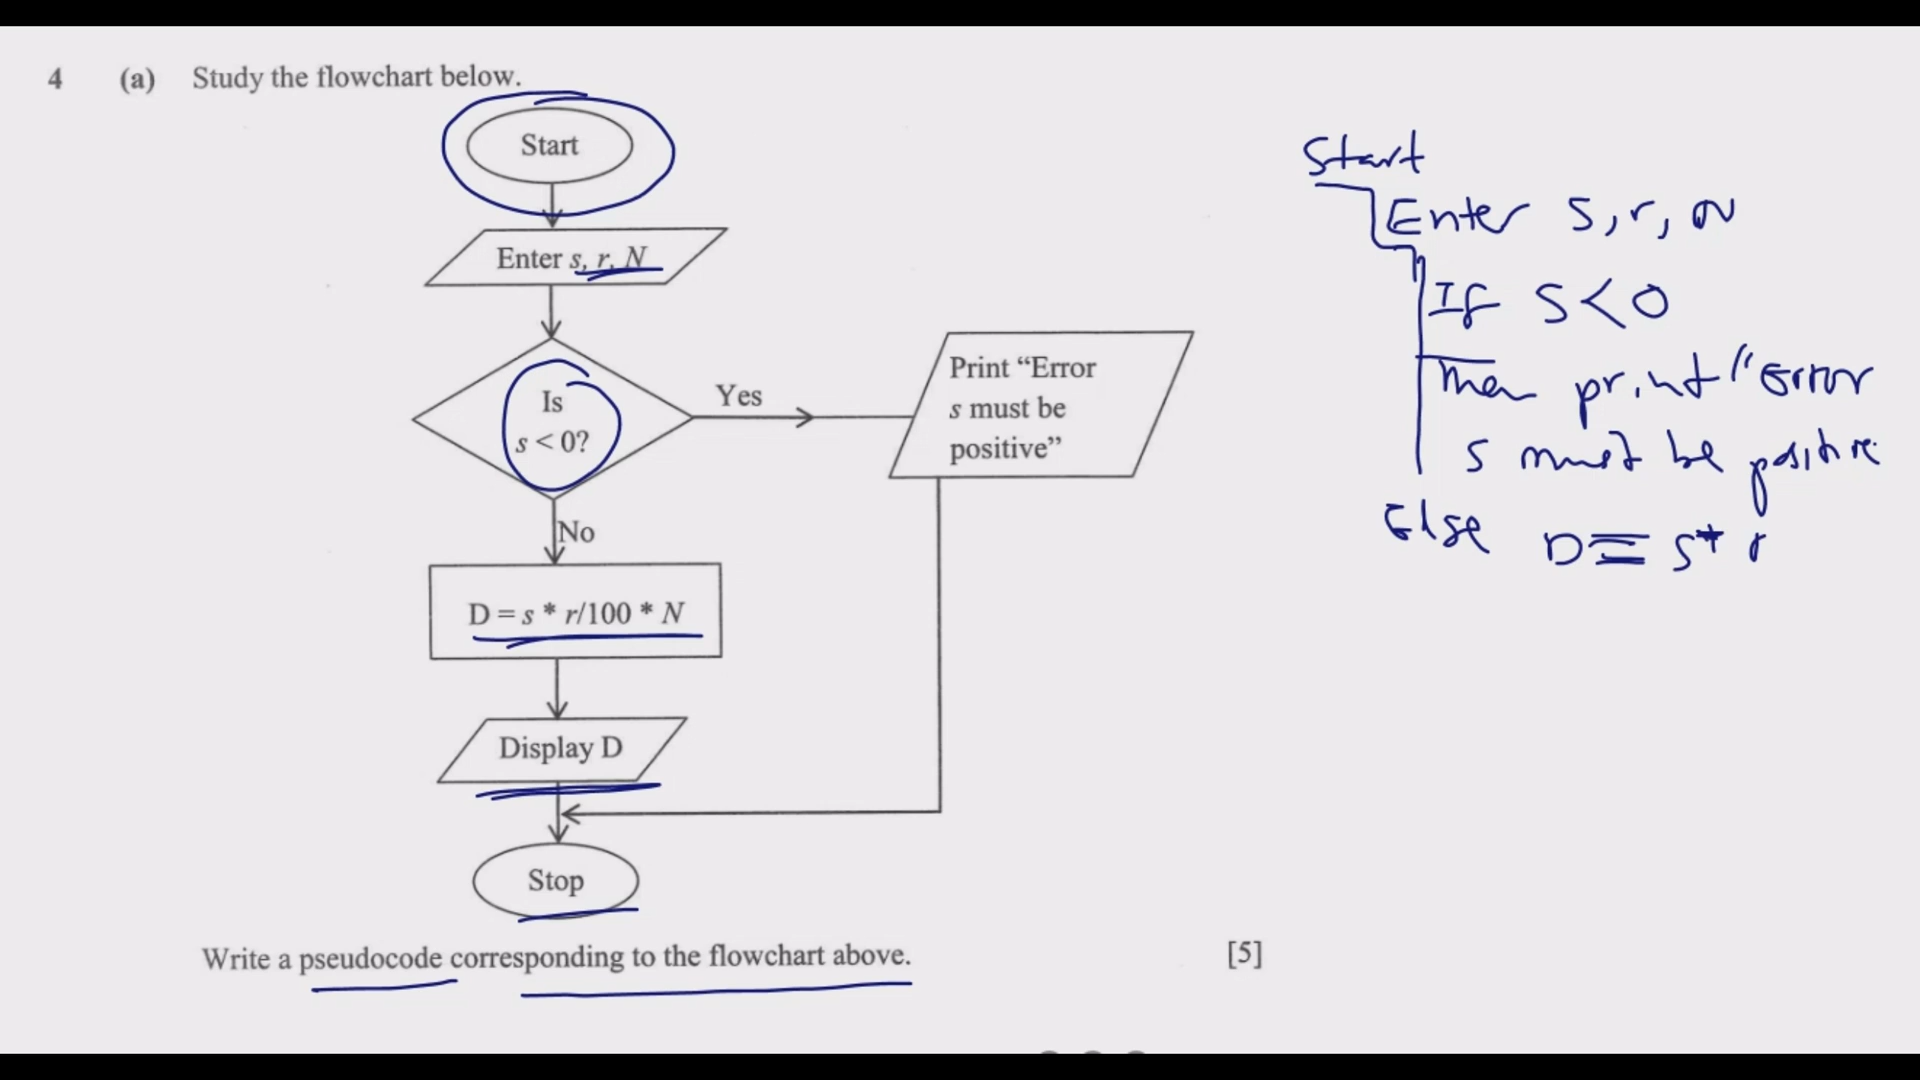 4 (a) Study the flowchart below.
Start
Enter s, r, N
Is
s < 0?
Yes
Print “Error
s must be
positive”
No
D = s * r/100 * N
Display D
Stop
Write a pseudocode corresponding to the flowchart above. [5]
Start
Enter s, r, N
If s < 0
Then print "Error
s must be positive
Else D = s * r